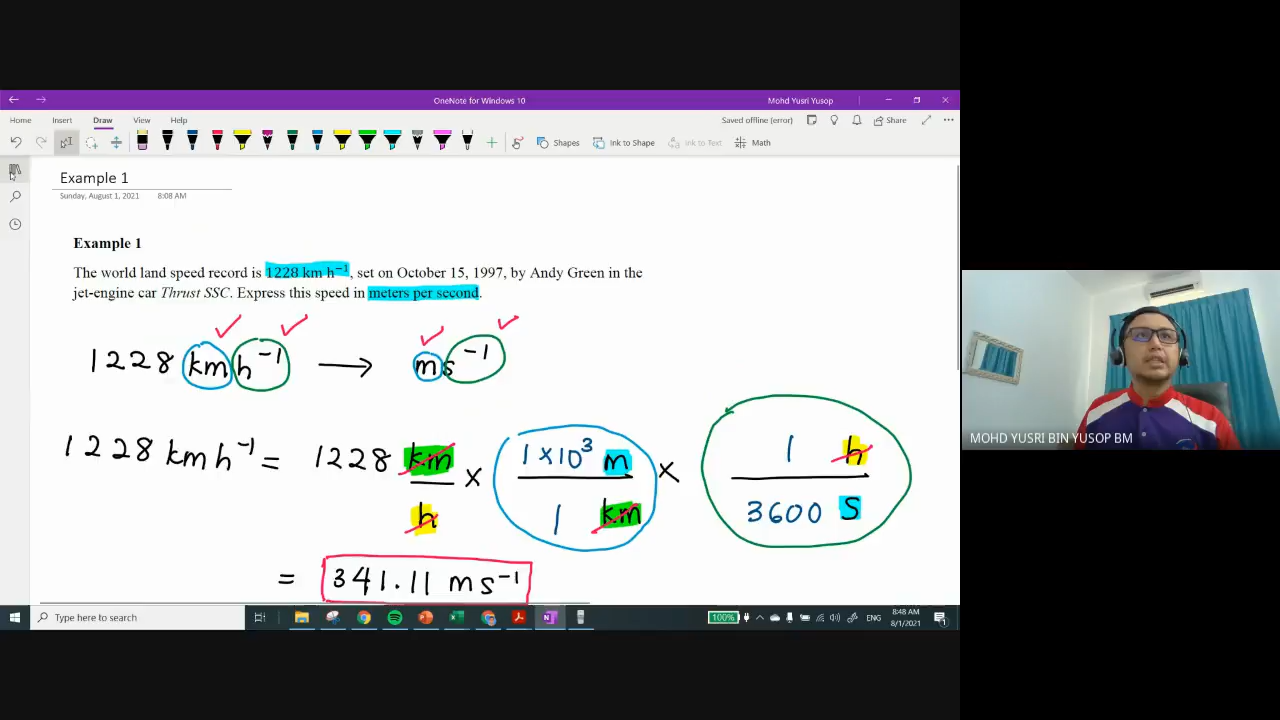 OneNote for Windows 10
Mohd Yusri Yusop
Home Insert Draw View Help
Saved offline (error) Share
Shapes Ink to Shape Ink to Text Math
Example 1
Sunday, August 1, 2021 8:08 AM
Example 1
The world land speed record is 1228 km h⁻¹, set on October 15, 1997, by Andy Green in the
jet-engine car Thrust SSC. Express this speed in meters per second.
1228 km h⁻¹ → m s⁻¹
1228 km h⁻¹ = 1228 km/h × 1×10³ m/1 km × 1 h/3600 s
= 341.11 m s⁻¹
MOHD YUSRI BIN YUSOP BM
Type here to search
100% ENG
8:48 AM
8/1/2021